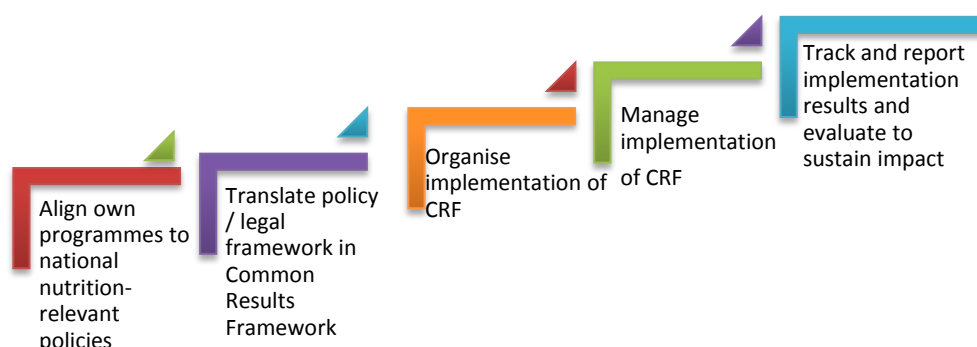 Align own
programmes to
national
nutrition-
relevant
policies
Translate policy
/ legal
framework in
Common
Results
Framework
Organise
implementation of
CRF
Manage
implementation
of CRF
Track and report
implementation
results and
evaluate to
sustain impact